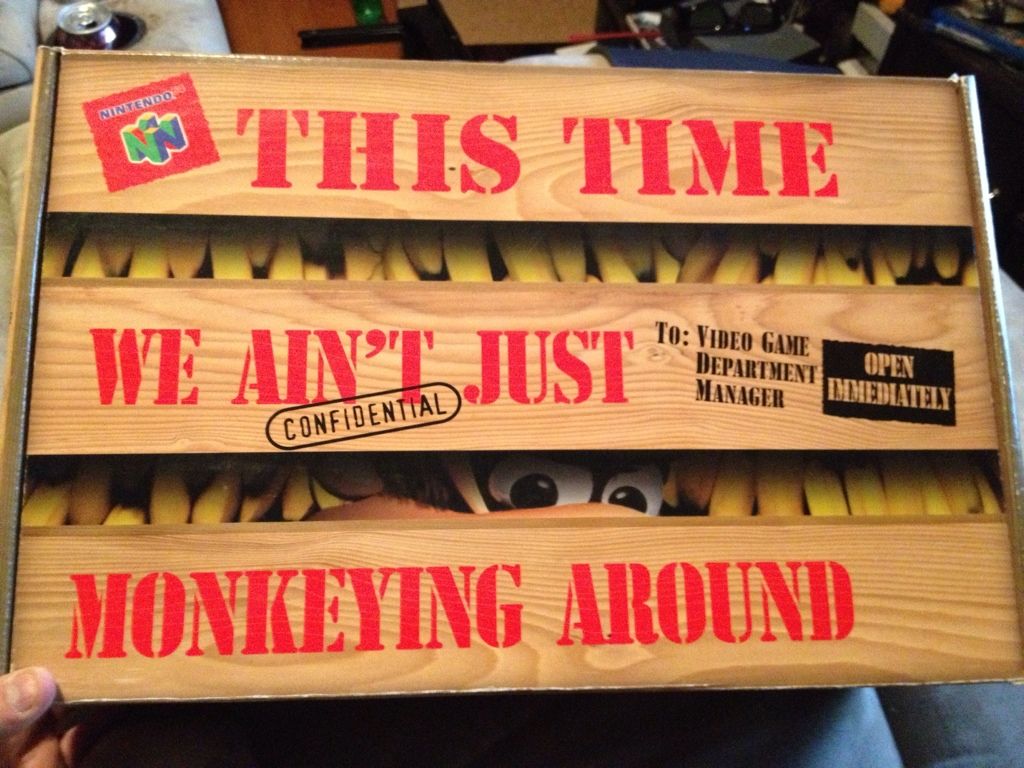 NINTENDO
THIS TIME
WE AIN'T JUST
CONFIDENTIAL
TO: VIDEO GAME
DEPARTMENT
MANAGER
OPEN
IMMEDIATELY
MONKEYING AROUND